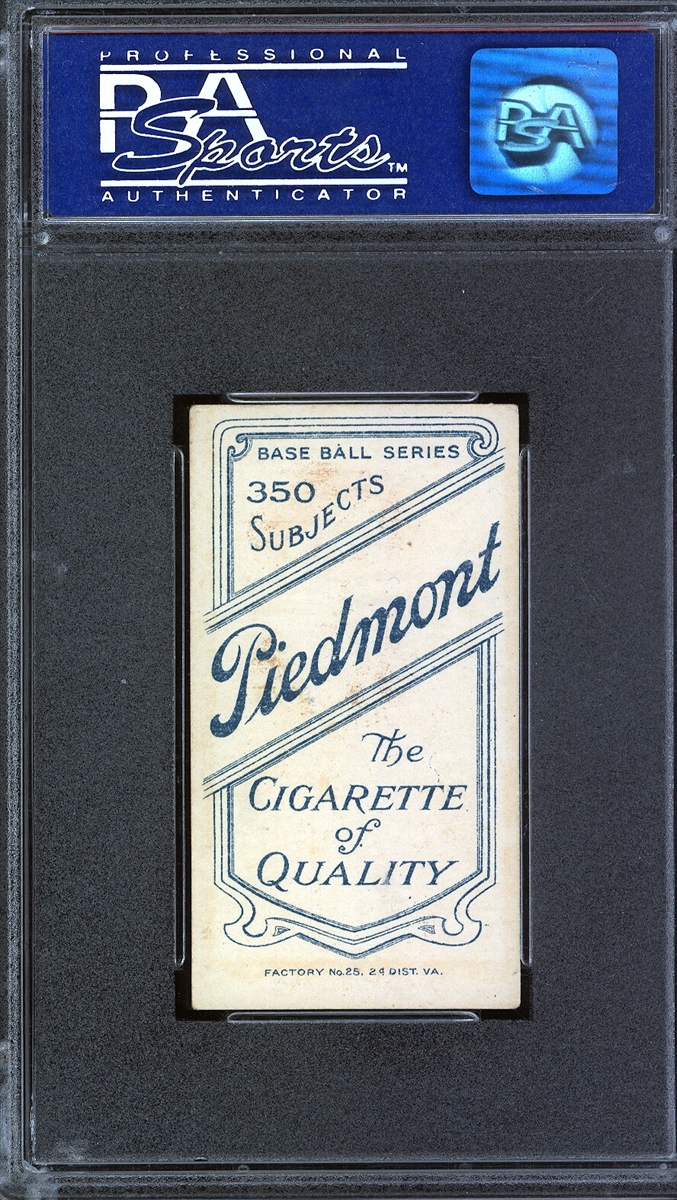 PROFESSIONAL
PSA
Sports™
AUTHENTICATOR
PSA
BASE BALL SERIES
350
SUBJECTS
Piedmont
The
CIGARETTE
of
QUALITY
FACTORY No.25. 2d DIST. VA.